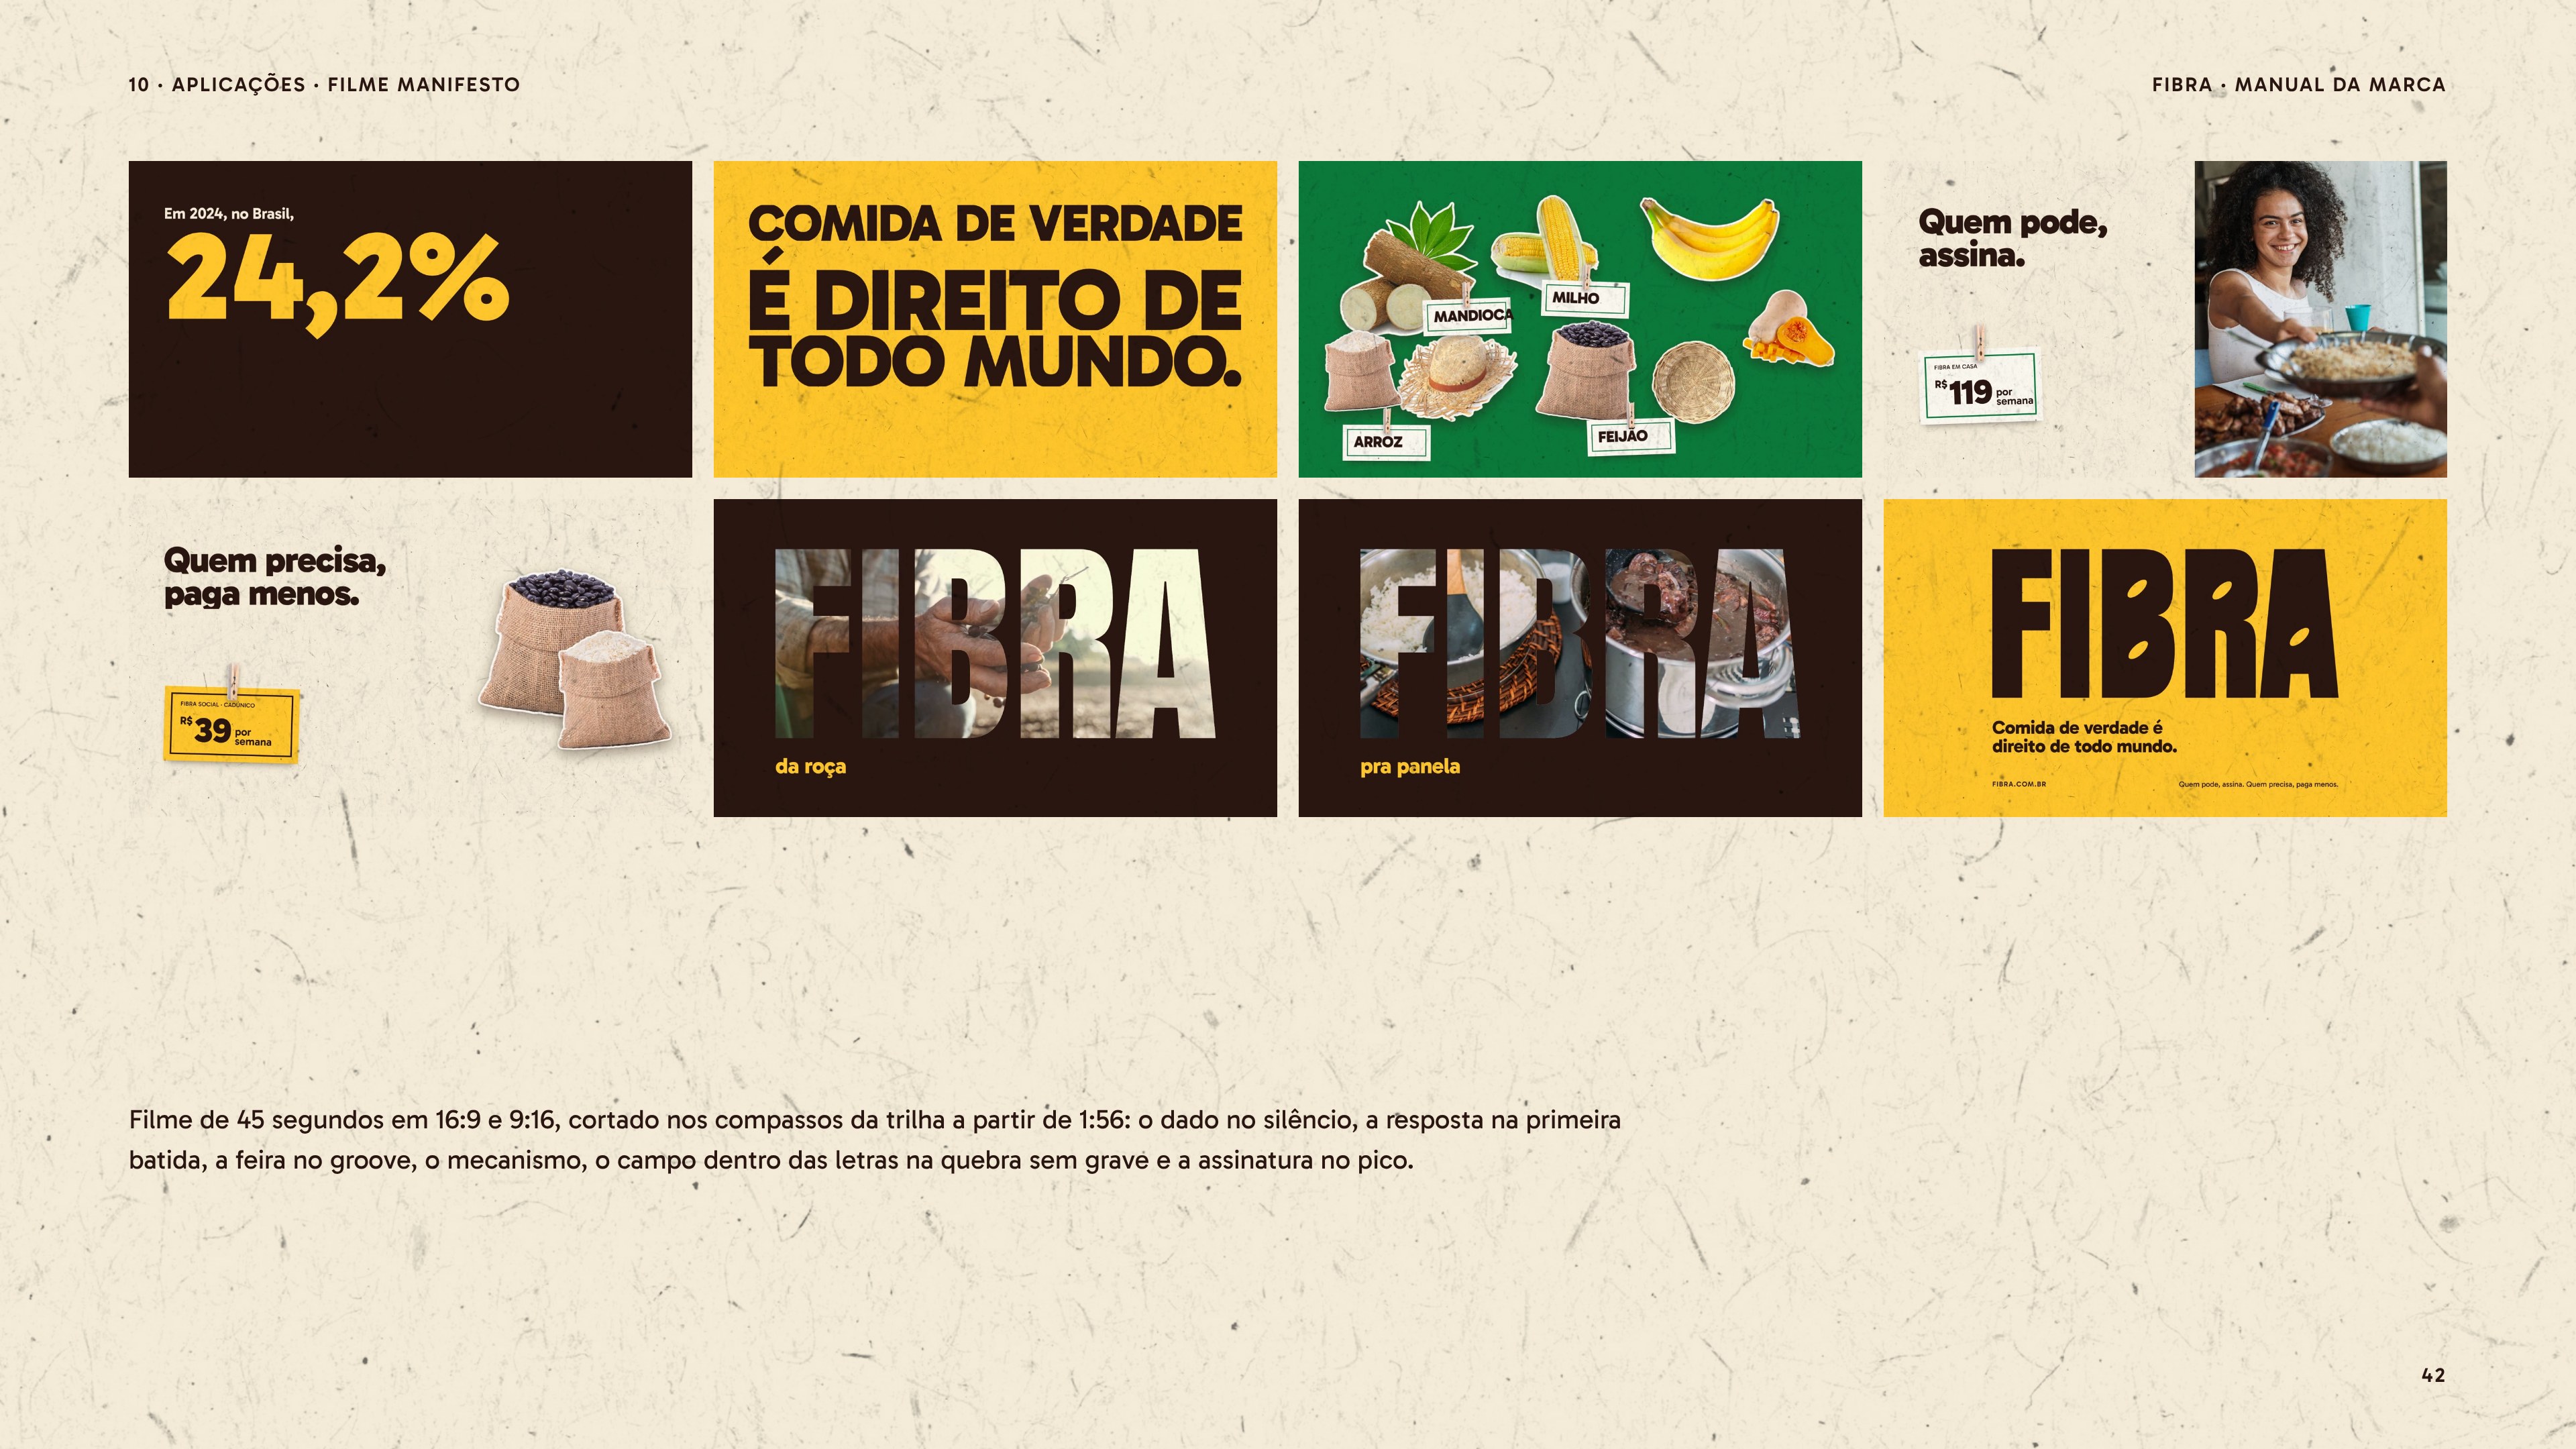 10 · APLICAÇÕES · FILME MANIFESTO
FIBRA · MANUAL DA MARCA
Em 2024, no Brasil,
24,2%
COMIDA DE VERDADE
É DIREITO DE
TODO MUNDO.
MANDIOCA
MILHO
ARROZ
FEIJÃO
Quem pode,
assina.
FIBRA EM CASA
R$ 119 por
semana
Quem precisa,
paga menos.
FIBRA SOCIAL · CADÚNICO
R$ 39 por
semana
FIBRA
da roça
FIBRA
pra panela
FIBRA
Comida de verdade é
direito de todo mundo.
FIBRA.COM.BR
Quem pode, assina. Quem precisa, paga menos.
Filme de 45 segundos em 16:9 e 9:16, cortado nos compassos da trilha a partir de 1:56: o dado no silêncio, a resposta na primeira
batida, a feira no groove, o mecanismo, o campo dentro das letras na quebra sem grave e a assinatura no pico.
42